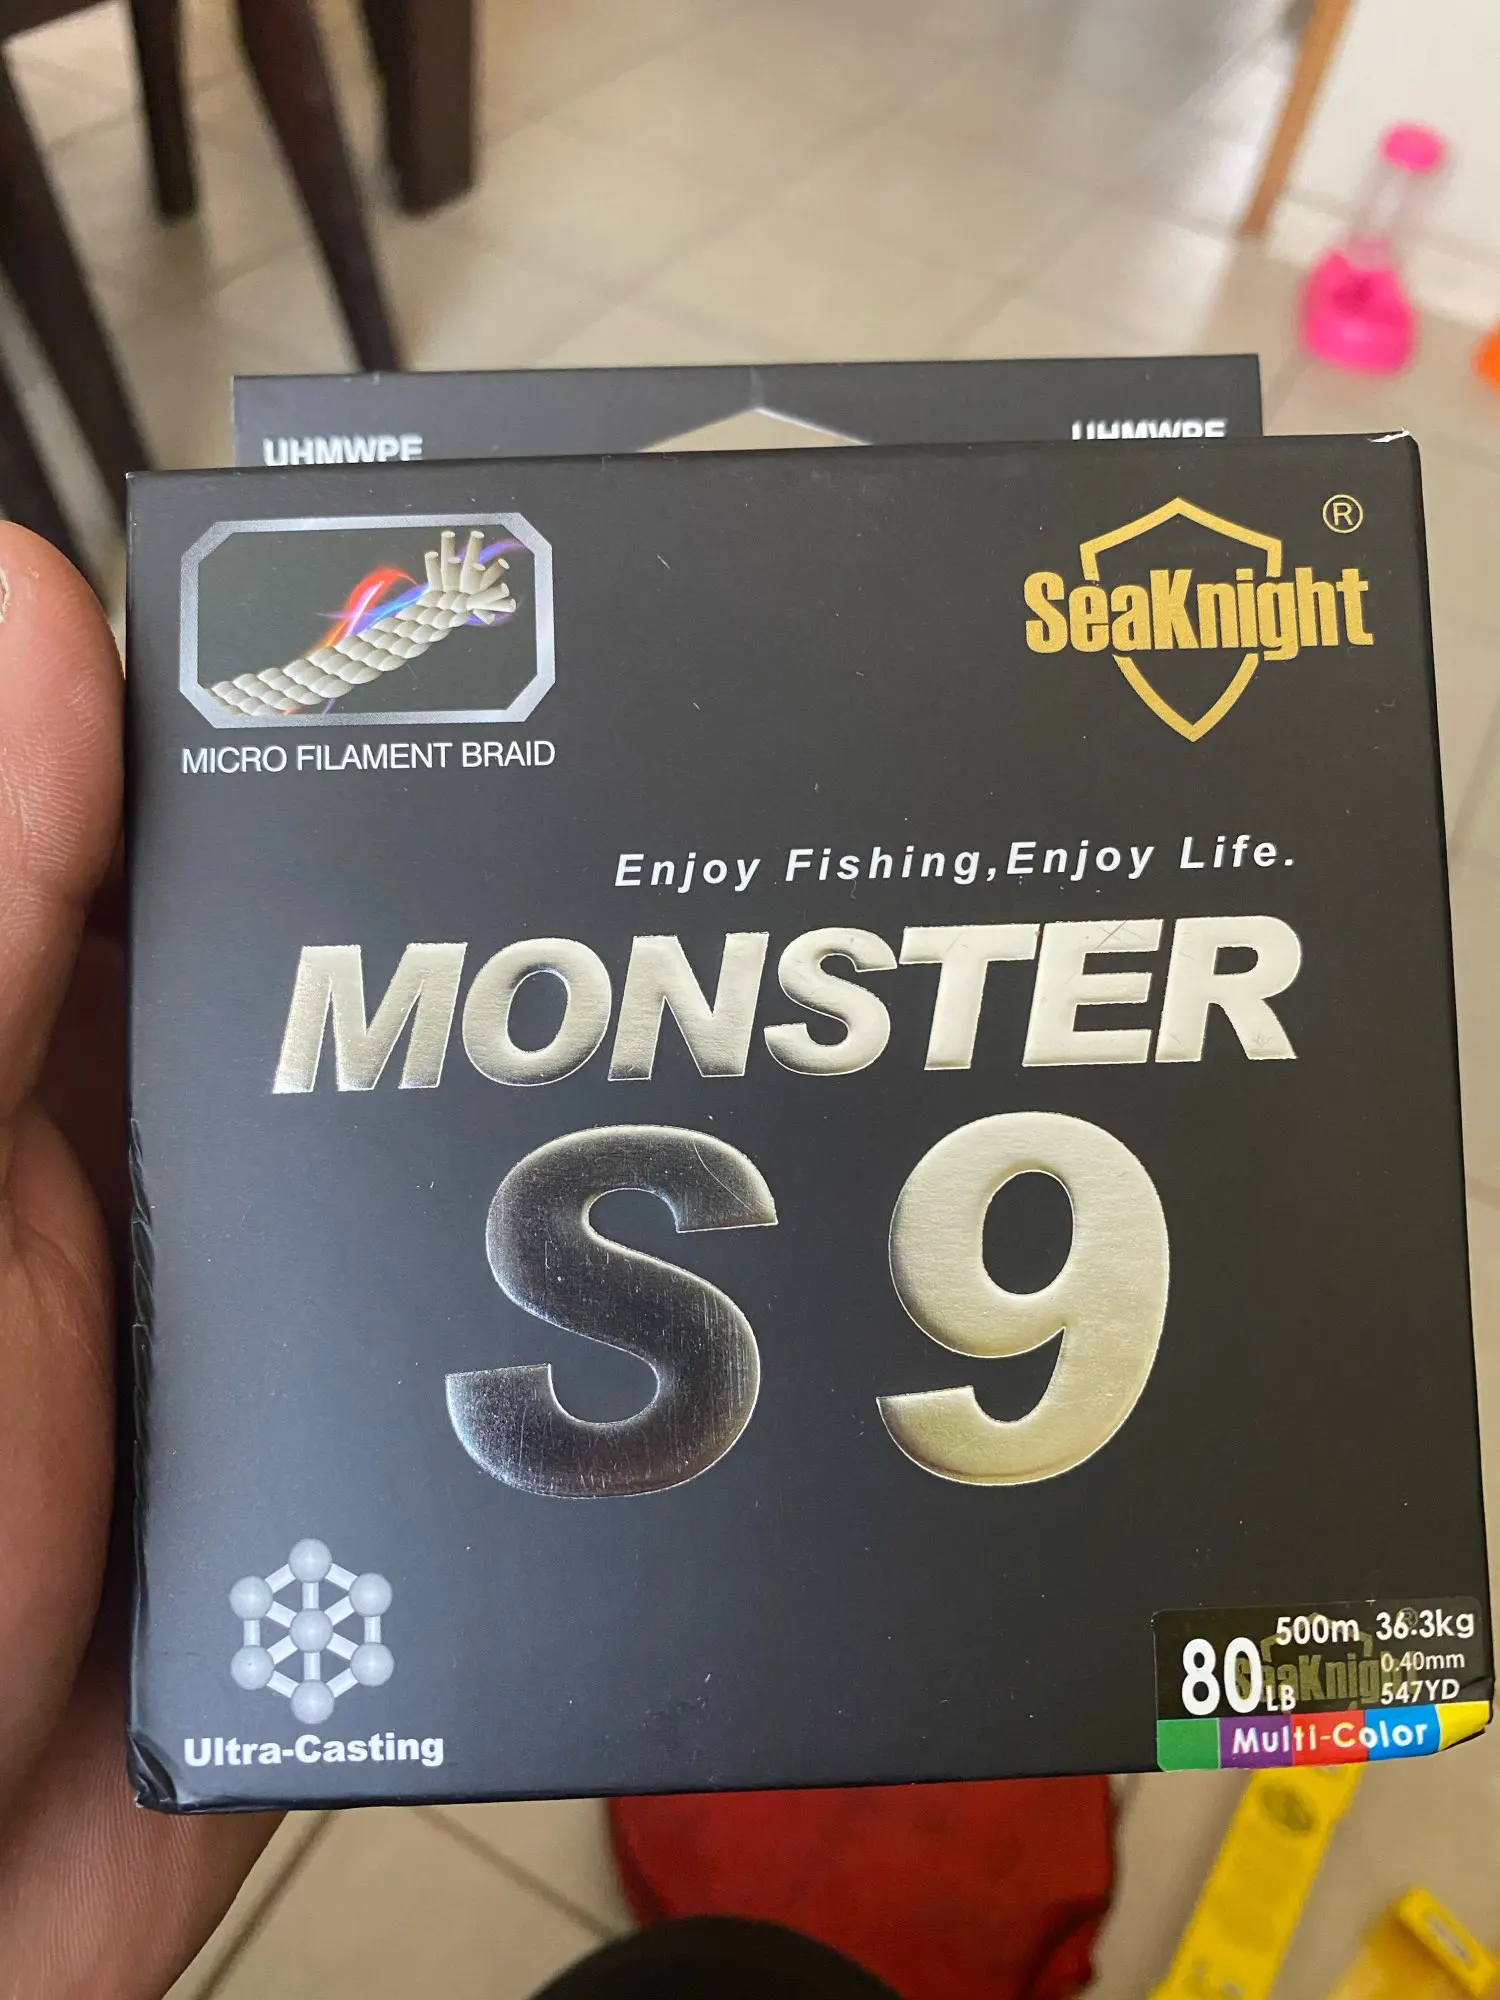 UHMWPE
UHMWPE
MICRO FILAMENT BRAID
SeaKnight
®
Enjoy Fishing,Enjoy Life.
MONSTER
S9
Ultra-Casting
80LB
500m 36.3kg
0.40mm
547YD
Multi-Color